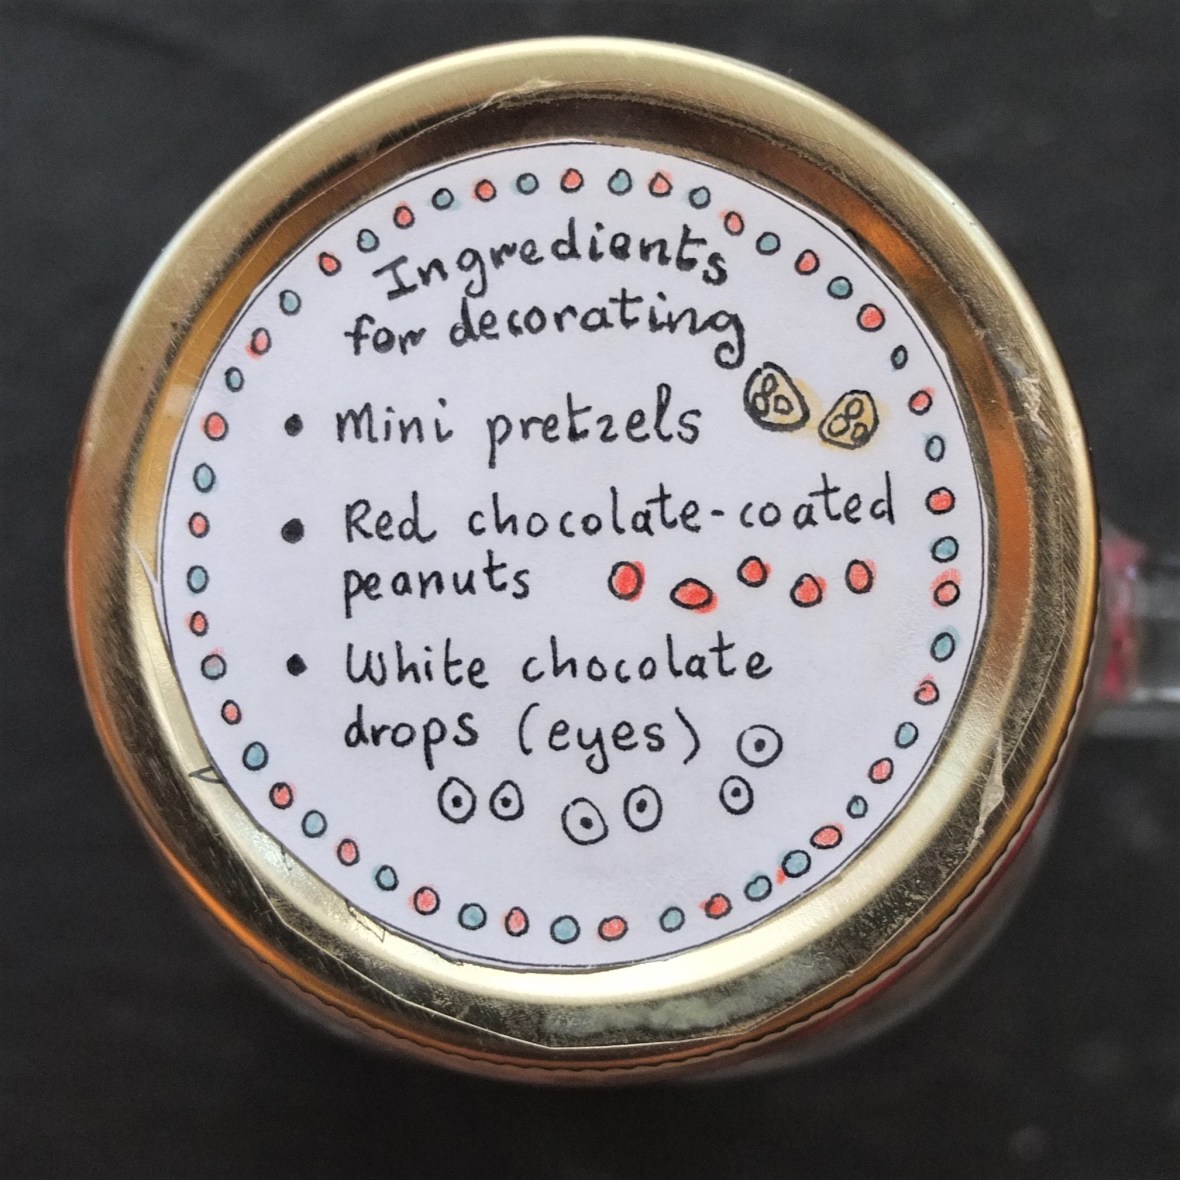 Ingredients
for decorating
• Mini pretzels
• Red chocolate-coated
peanuts
• White chocolate
drops (eyes)